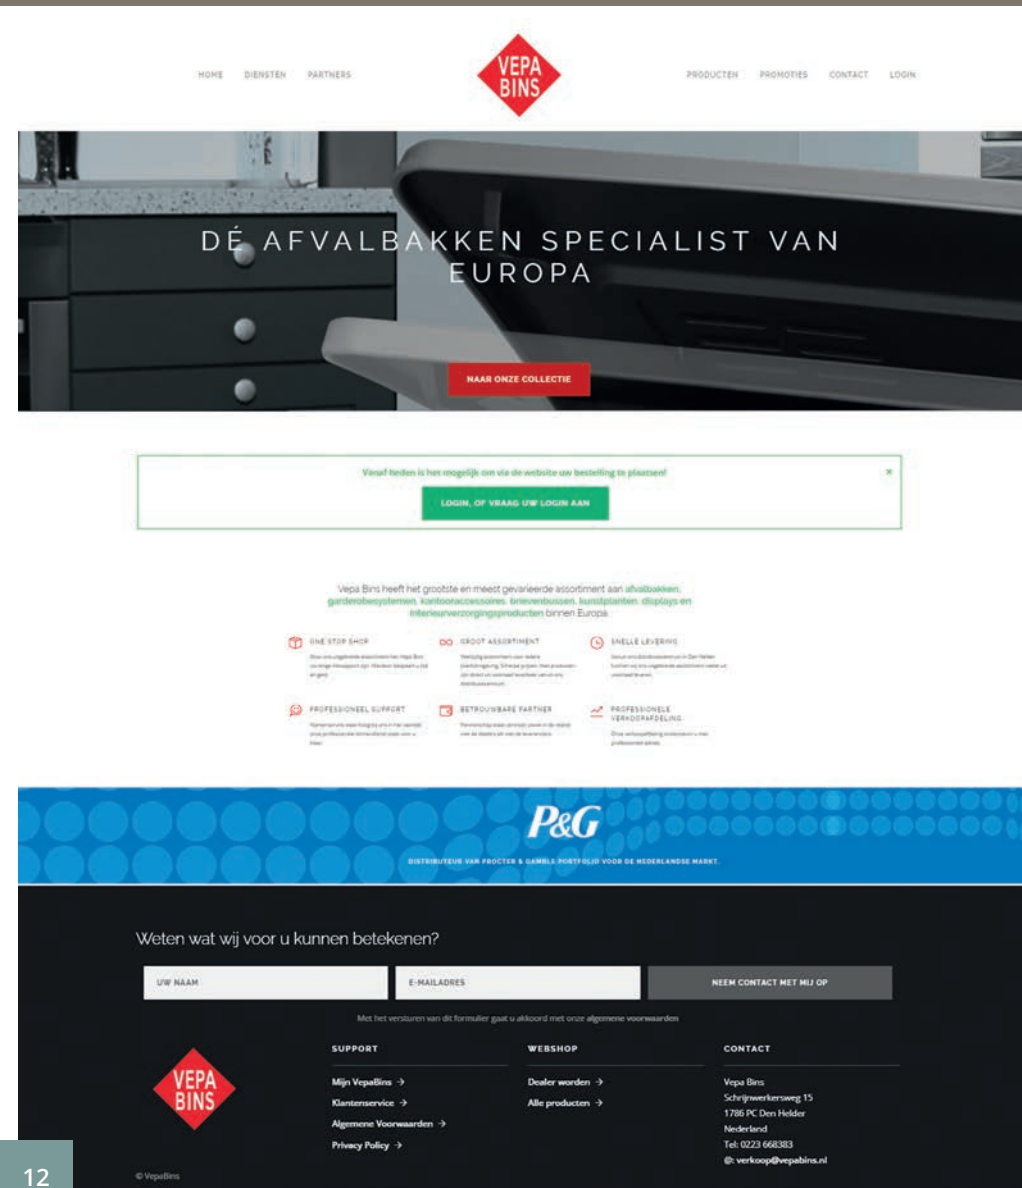 HOME DIENSTEN PARTNERS
VEPA
BINS
PRODUCTEN PROMOTIES CONTACT LOGIN
DÉ AFVALBAKKEN SPECIALIST VAN
EUROPA
NAAR ONZE COLLECTIE
Vanaf heden is het mogelijk om via de website uw bestelling te plaatsen!
×
LOGIN, OF VRAAG UW LOGIN AAN
Vepa Bins heeft het grootste en meest gevarieerde assortiment aan afvalbakken,
garderobesystemen, kantooraccessoires, brievenbussen, kunstplanten, displays en
interieurverzorgingsproducten binnen Europa.
ONE STOP SHOP
GROOT ASSORTIMENT
SNELLE LEVERING
PROFESSIONEEL SUPPORT
BETROUWBARE PARTNER
PROFESSIONELE
VERKOOPAFDELING
P&G
DISTRIBUTEUR VAN PROCTER & GAMBLE PORTFOLIO VOOR DE NEDERLANDSE MARKT.
Weten wat wij voor u kunnen betekenen?
UW NAAM
E-MAILADRES
NEEM CONTACT MET MIJ OP
Met het versturen van dit formulier gaat u akkoord met onze algemene voorwaarden
VEPA
BINS
SUPPORT
Mijn VepaBins →
Klantenservice →
Algemene Voorwaarden →
Privacy Policy →
WEBSHOP
Dealer worden →
Alle producten →
CONTACT
Vepa Bins
Schrijnwerkersweg 15
1786 PC Den Helder
Nederland
Tel: 0223 668383
@: verkoop@vepabins.nl
© VepaBins
12